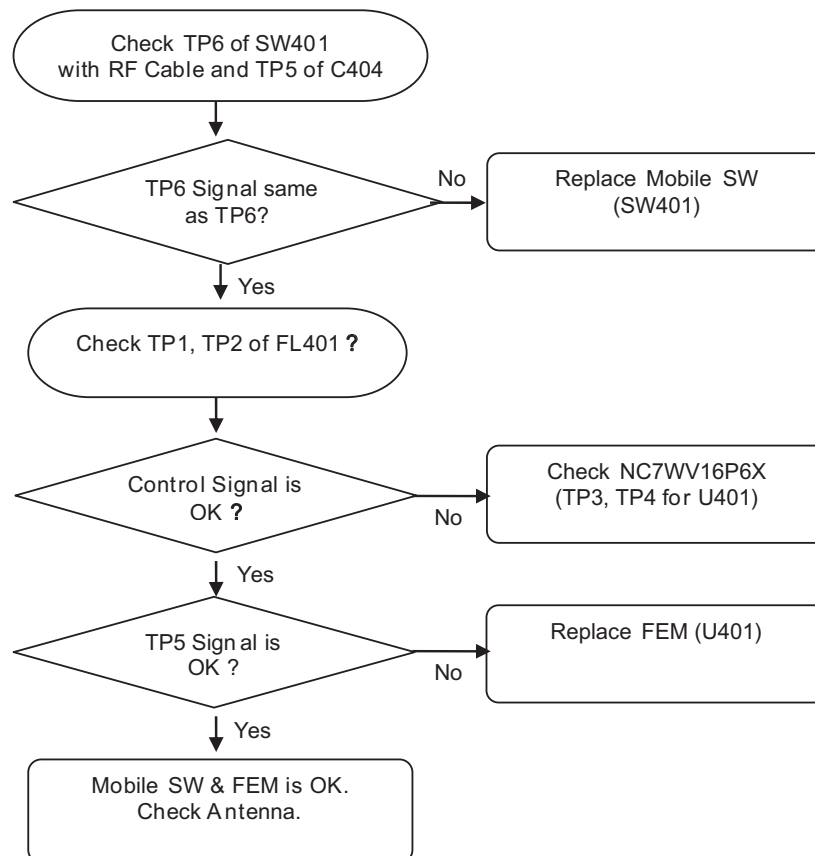 Check TP6 of SW401
with RF Cable and TP5 of C404
TP6 Signal same
as TP6?
No
Replace Mobile SW
(SW401)
Yes
Check TP1, TP2 of FL401 ?
Control Signal is
OK ?
No
Check NC7WV16P6X
(TP3, TP4 for U401)
Yes
TP5 Signal is
OK ?
No
Replace FEM (U401)
Yes
Mobile SW & FEM is OK.
Check Antenna.